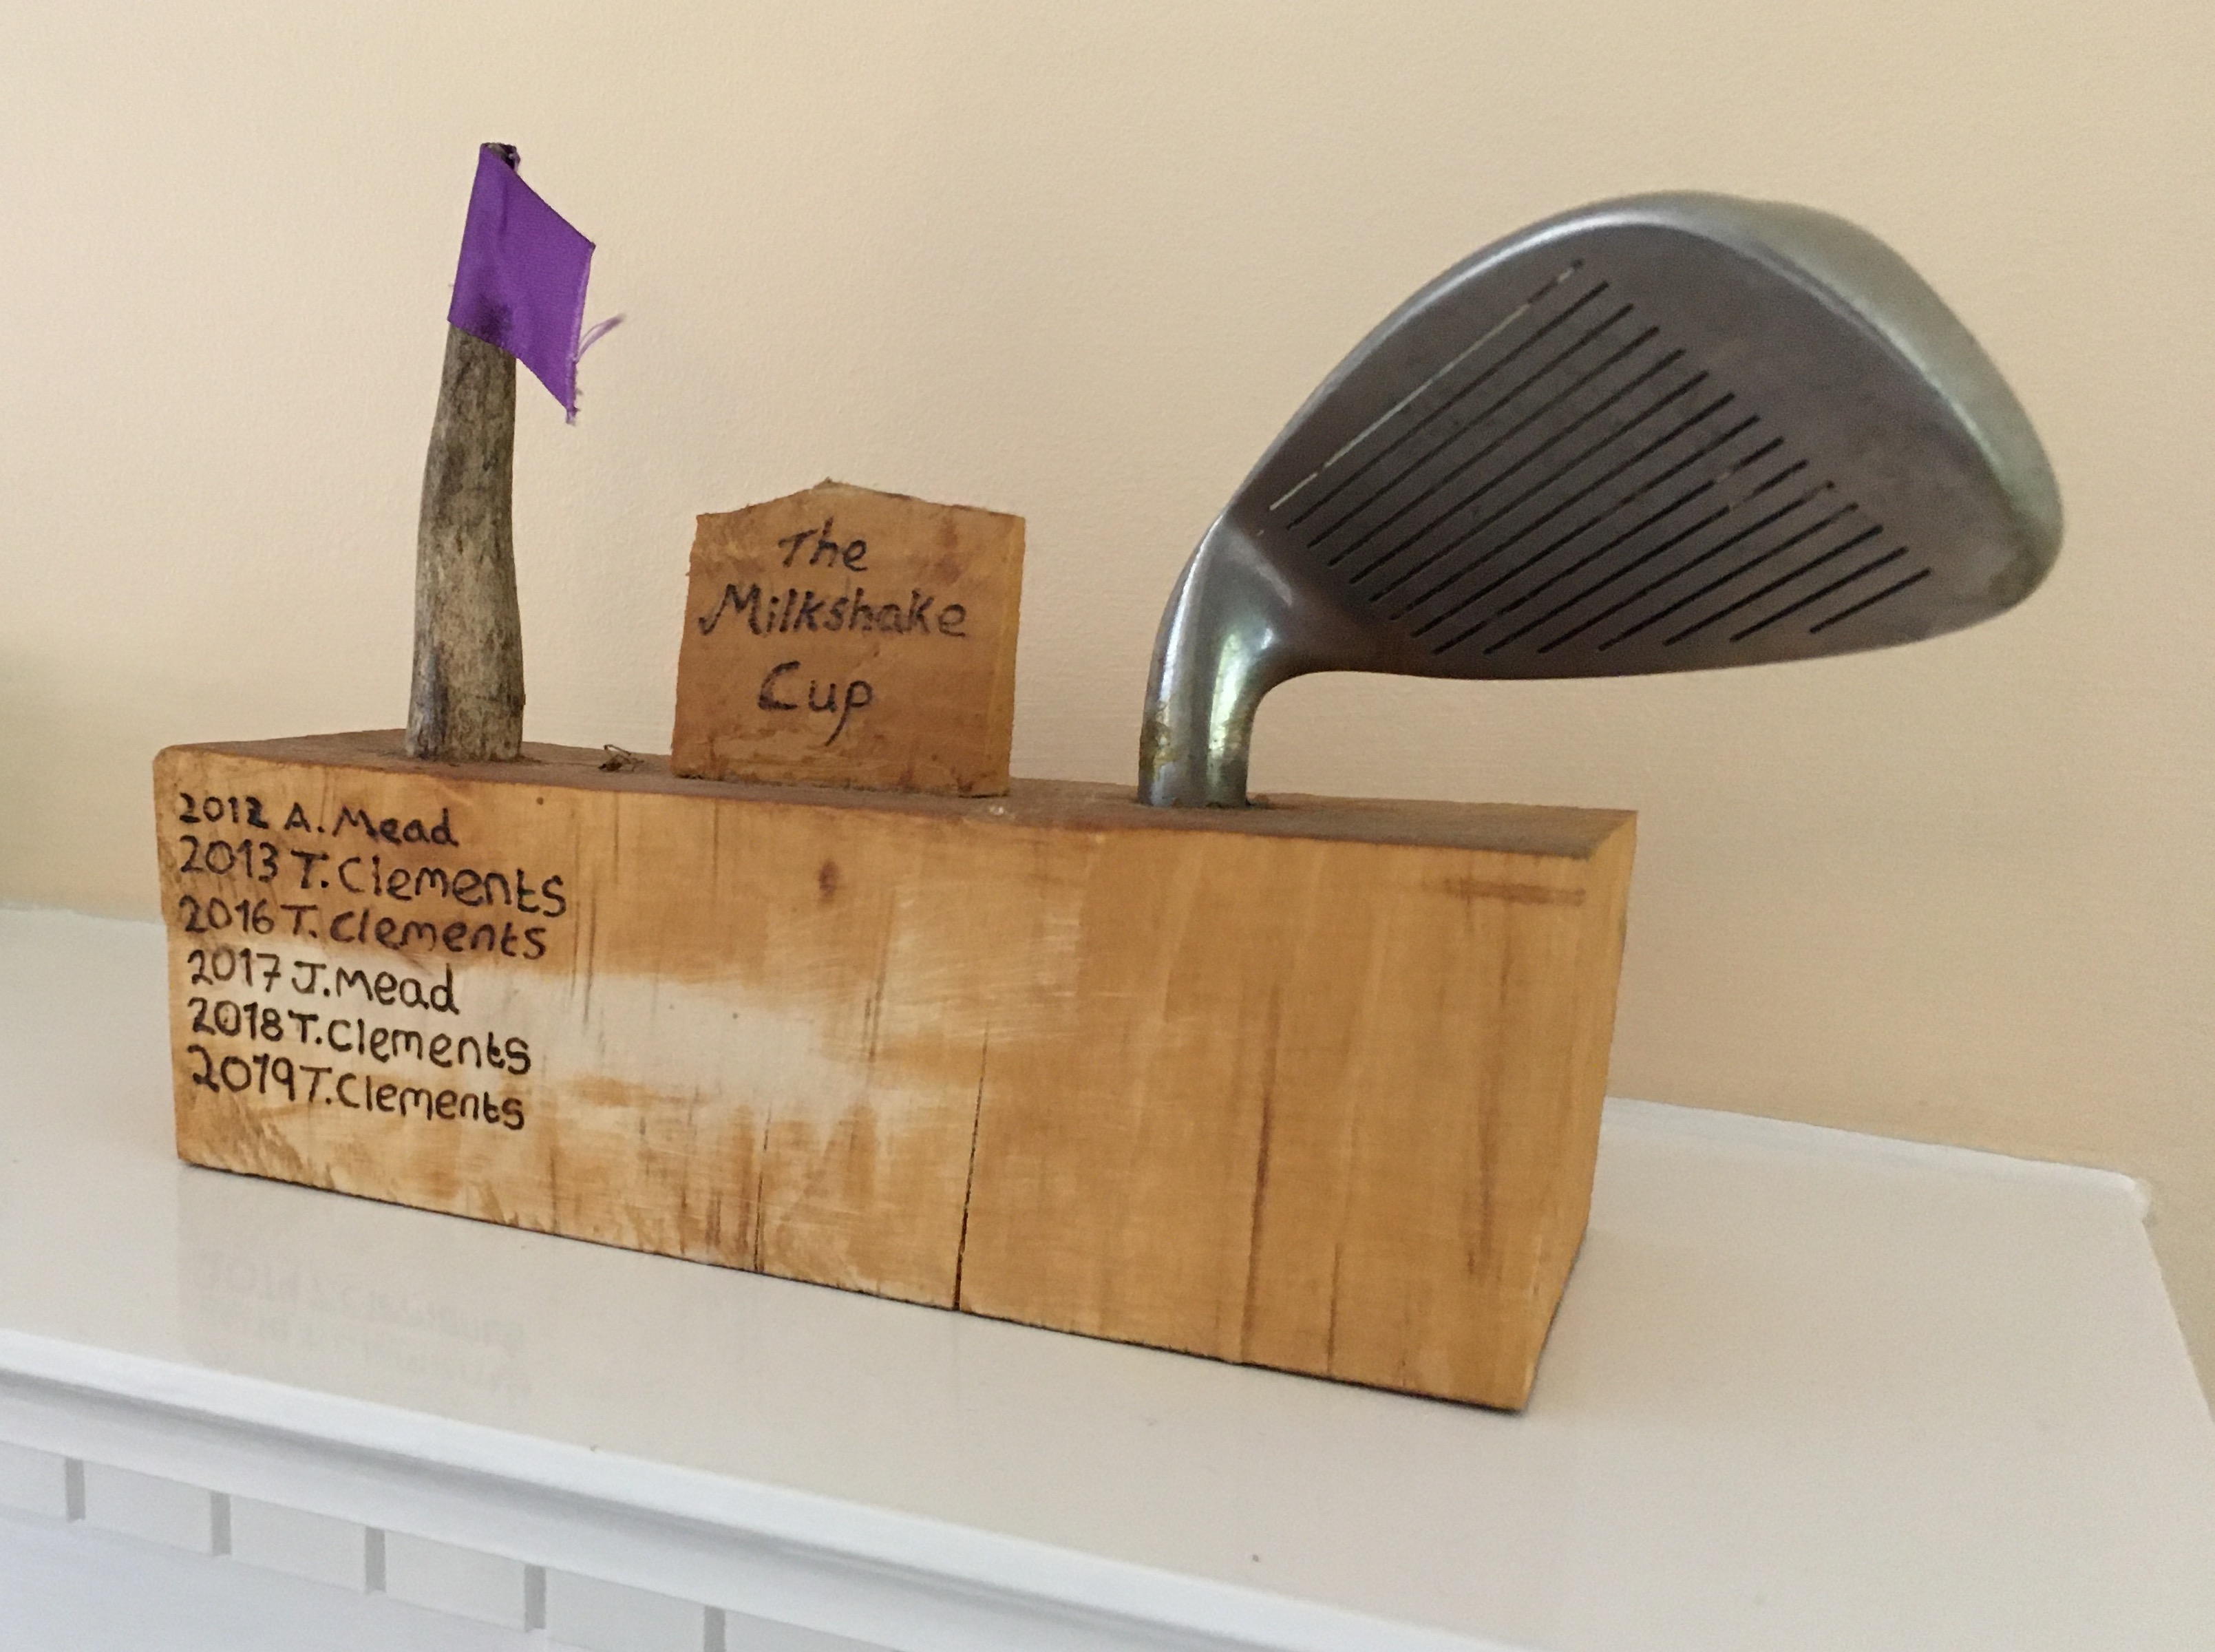 The
Milkshake
Cup
2012 A. Mead
2013 T. Clements
2016 T. Clements
2017 J. Mead
2018 T. Clements
2019 T. Clements